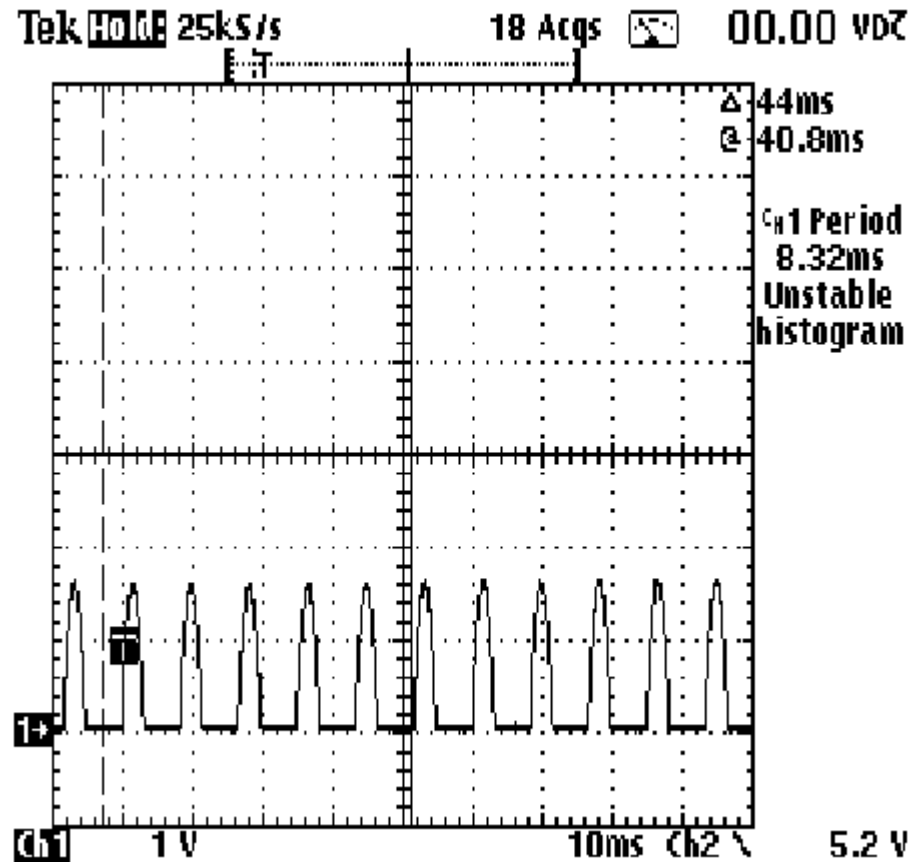 Tek Hold: 25kS/s 18 Acqs 00.00 VDC
T
Δ 44ms
@ 40.8ms
CH1 Period
8.32ms
Unstable
histogram
T
1→
Ch1 1 V 10ms Ch2 \ 5.2 V